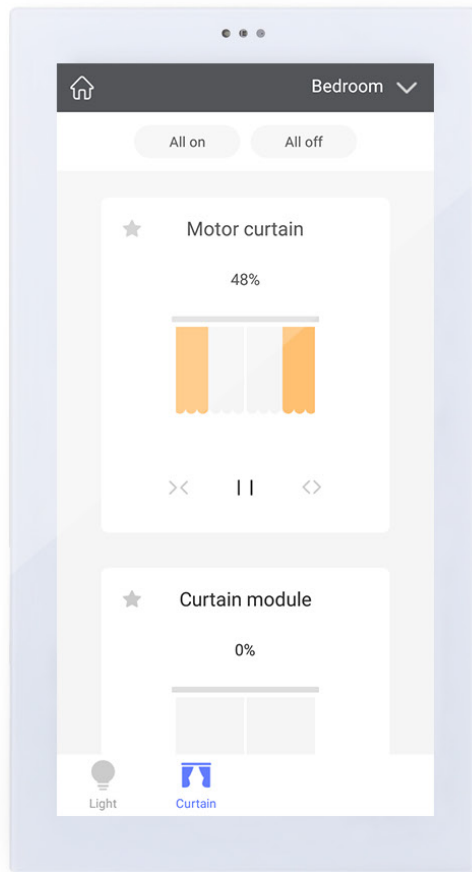 Bedroom
All on All off
Motor curtain
48%
Curtain module
0%
Light Curtain